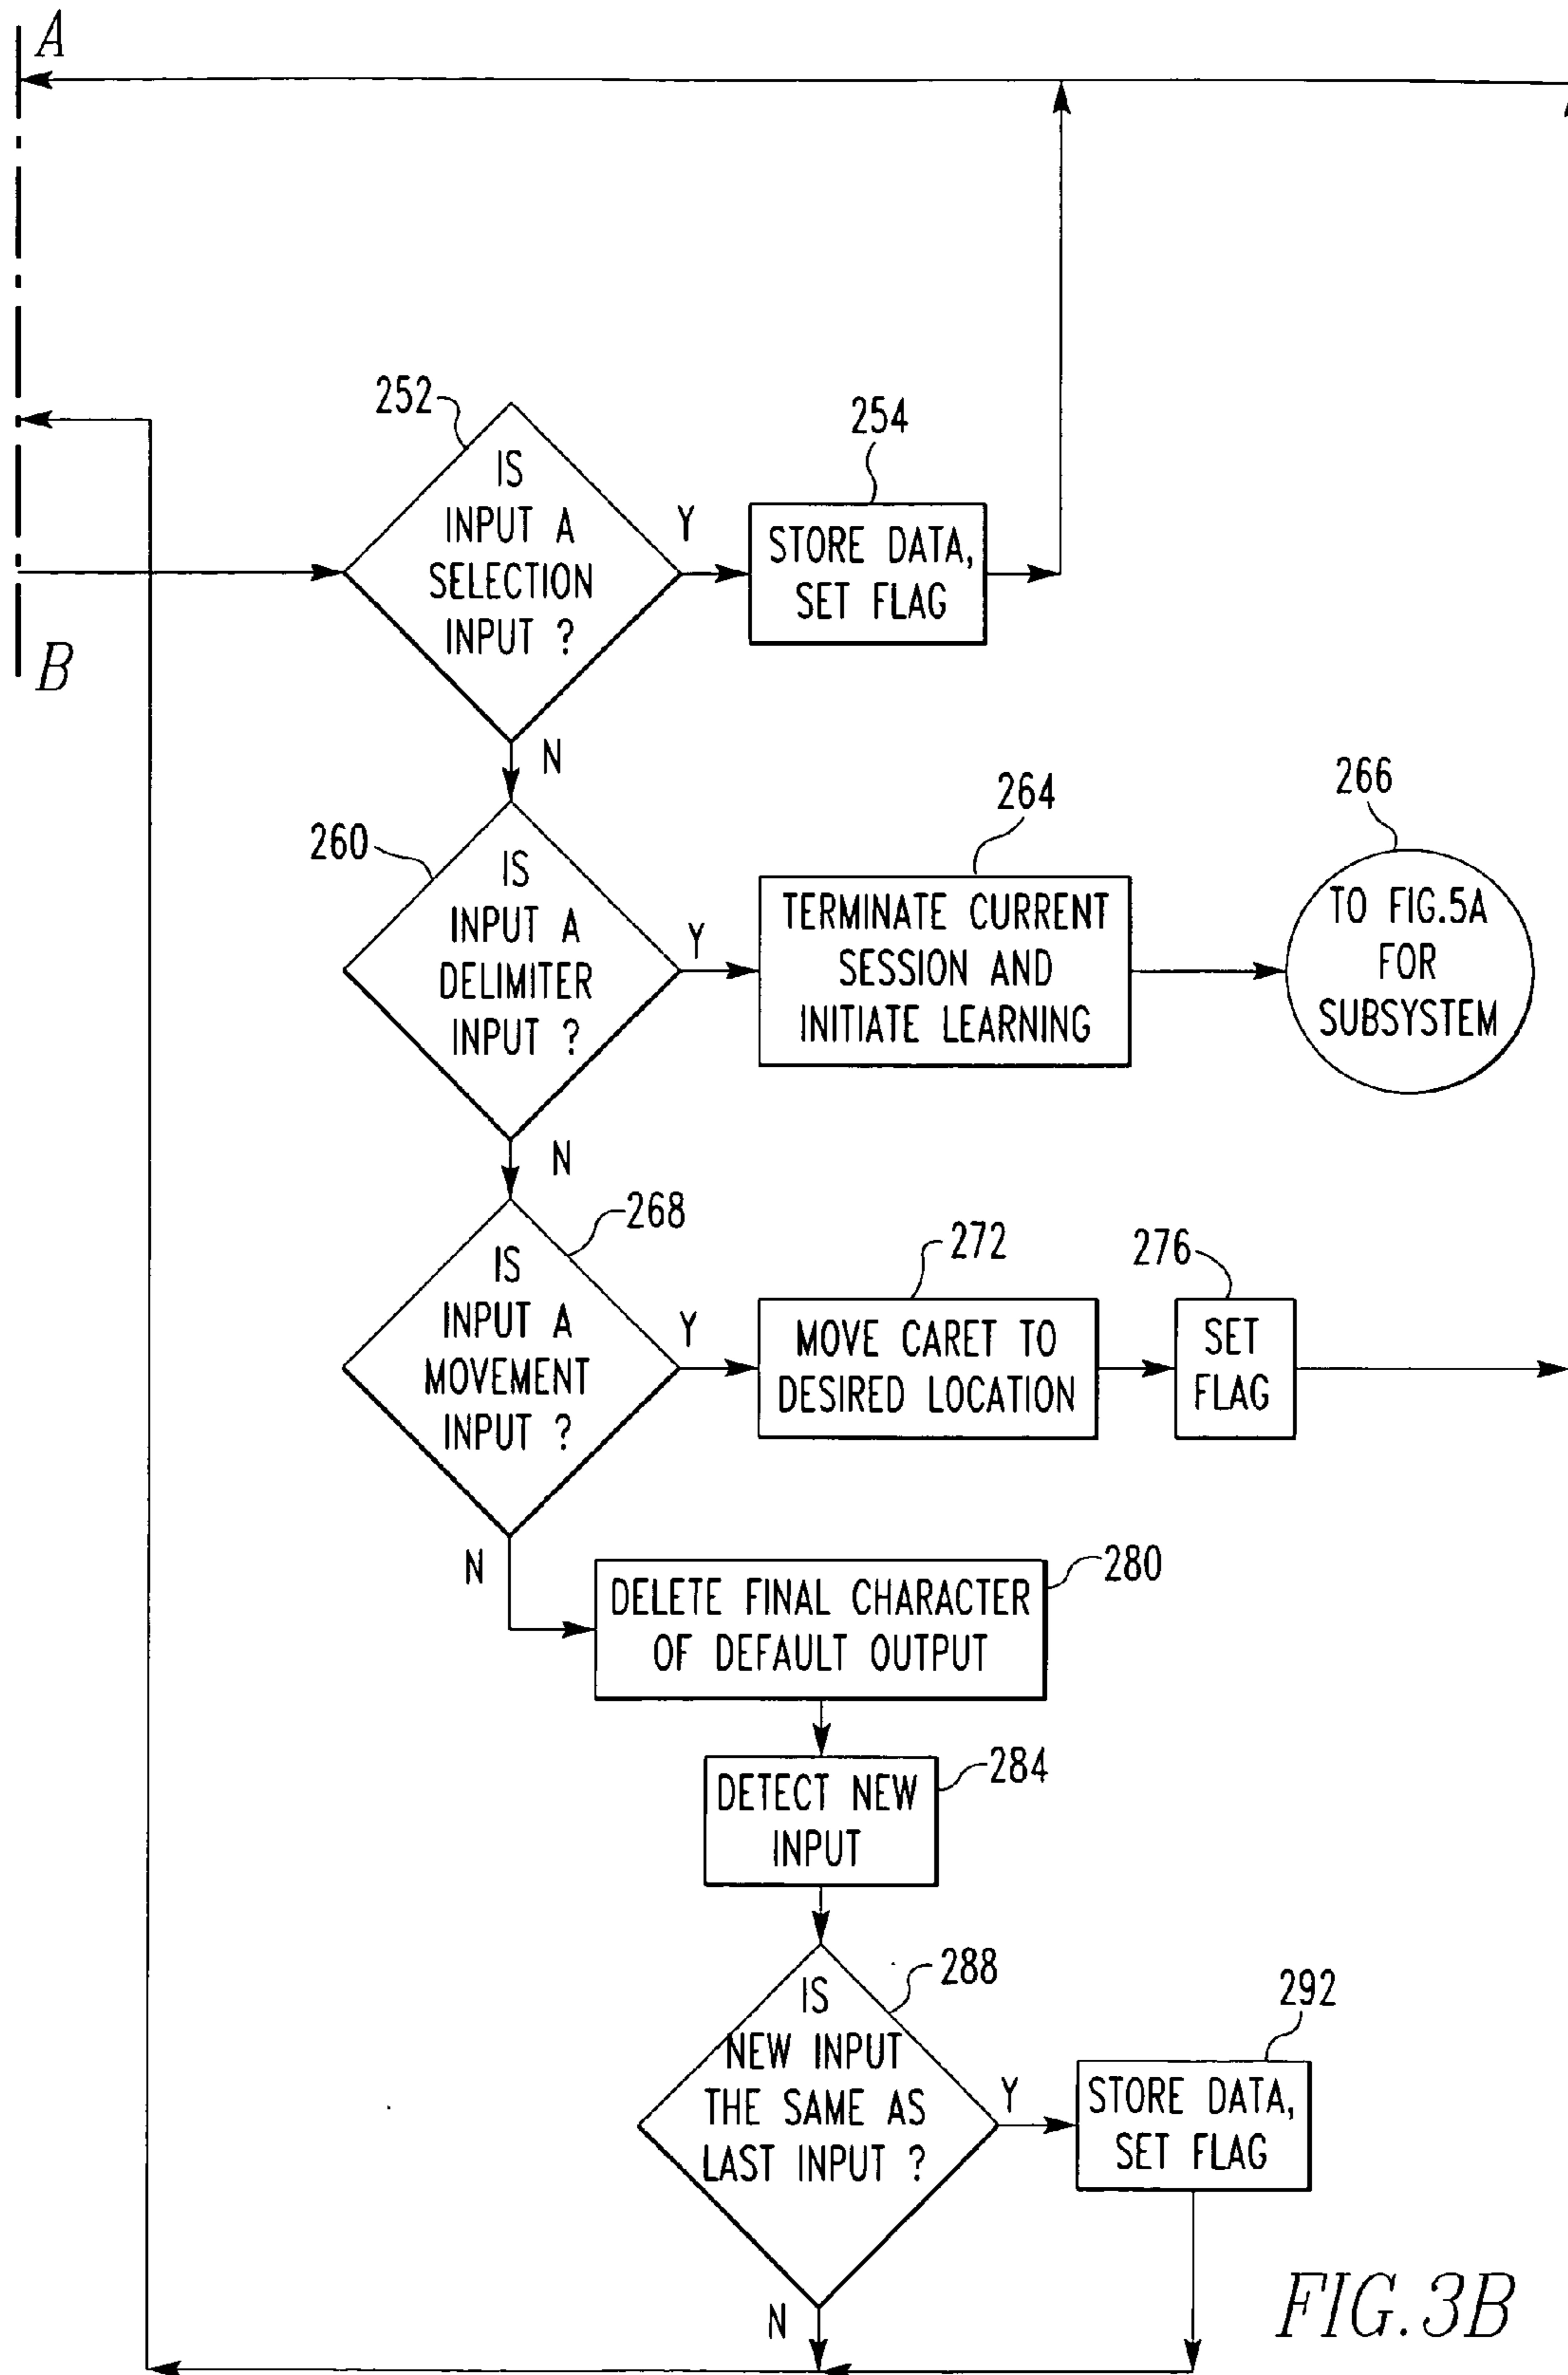 A
252
IS
INPUT A
SELECTION
INPUT ?
Y
254
STORE DATA,
SET FLAG
B
N
260
IS
INPUT A
DELIMITER
INPUT ?
Y
264
TERMINATE CURRENT
SESSION AND
INITIATE LEARNING
266
TO FIG.5A
FOR
SUBSYSTEM
N
268
IS
INPUT A
MOVEMENT
INPUT ?
Y
272
MOVE CARET TO
DESIRED LOCATION
276
SET
FLAG
N
280
DELETE FINAL CHARACTER
OF DEFAULT OUTPUT
284
DETECT NEW
INPUT
288
IS
NEW INPUT
THE SAME AS
LAST INPUT ?
Y
292
STORE DATA,
SET FLAG
N
FIG.3B